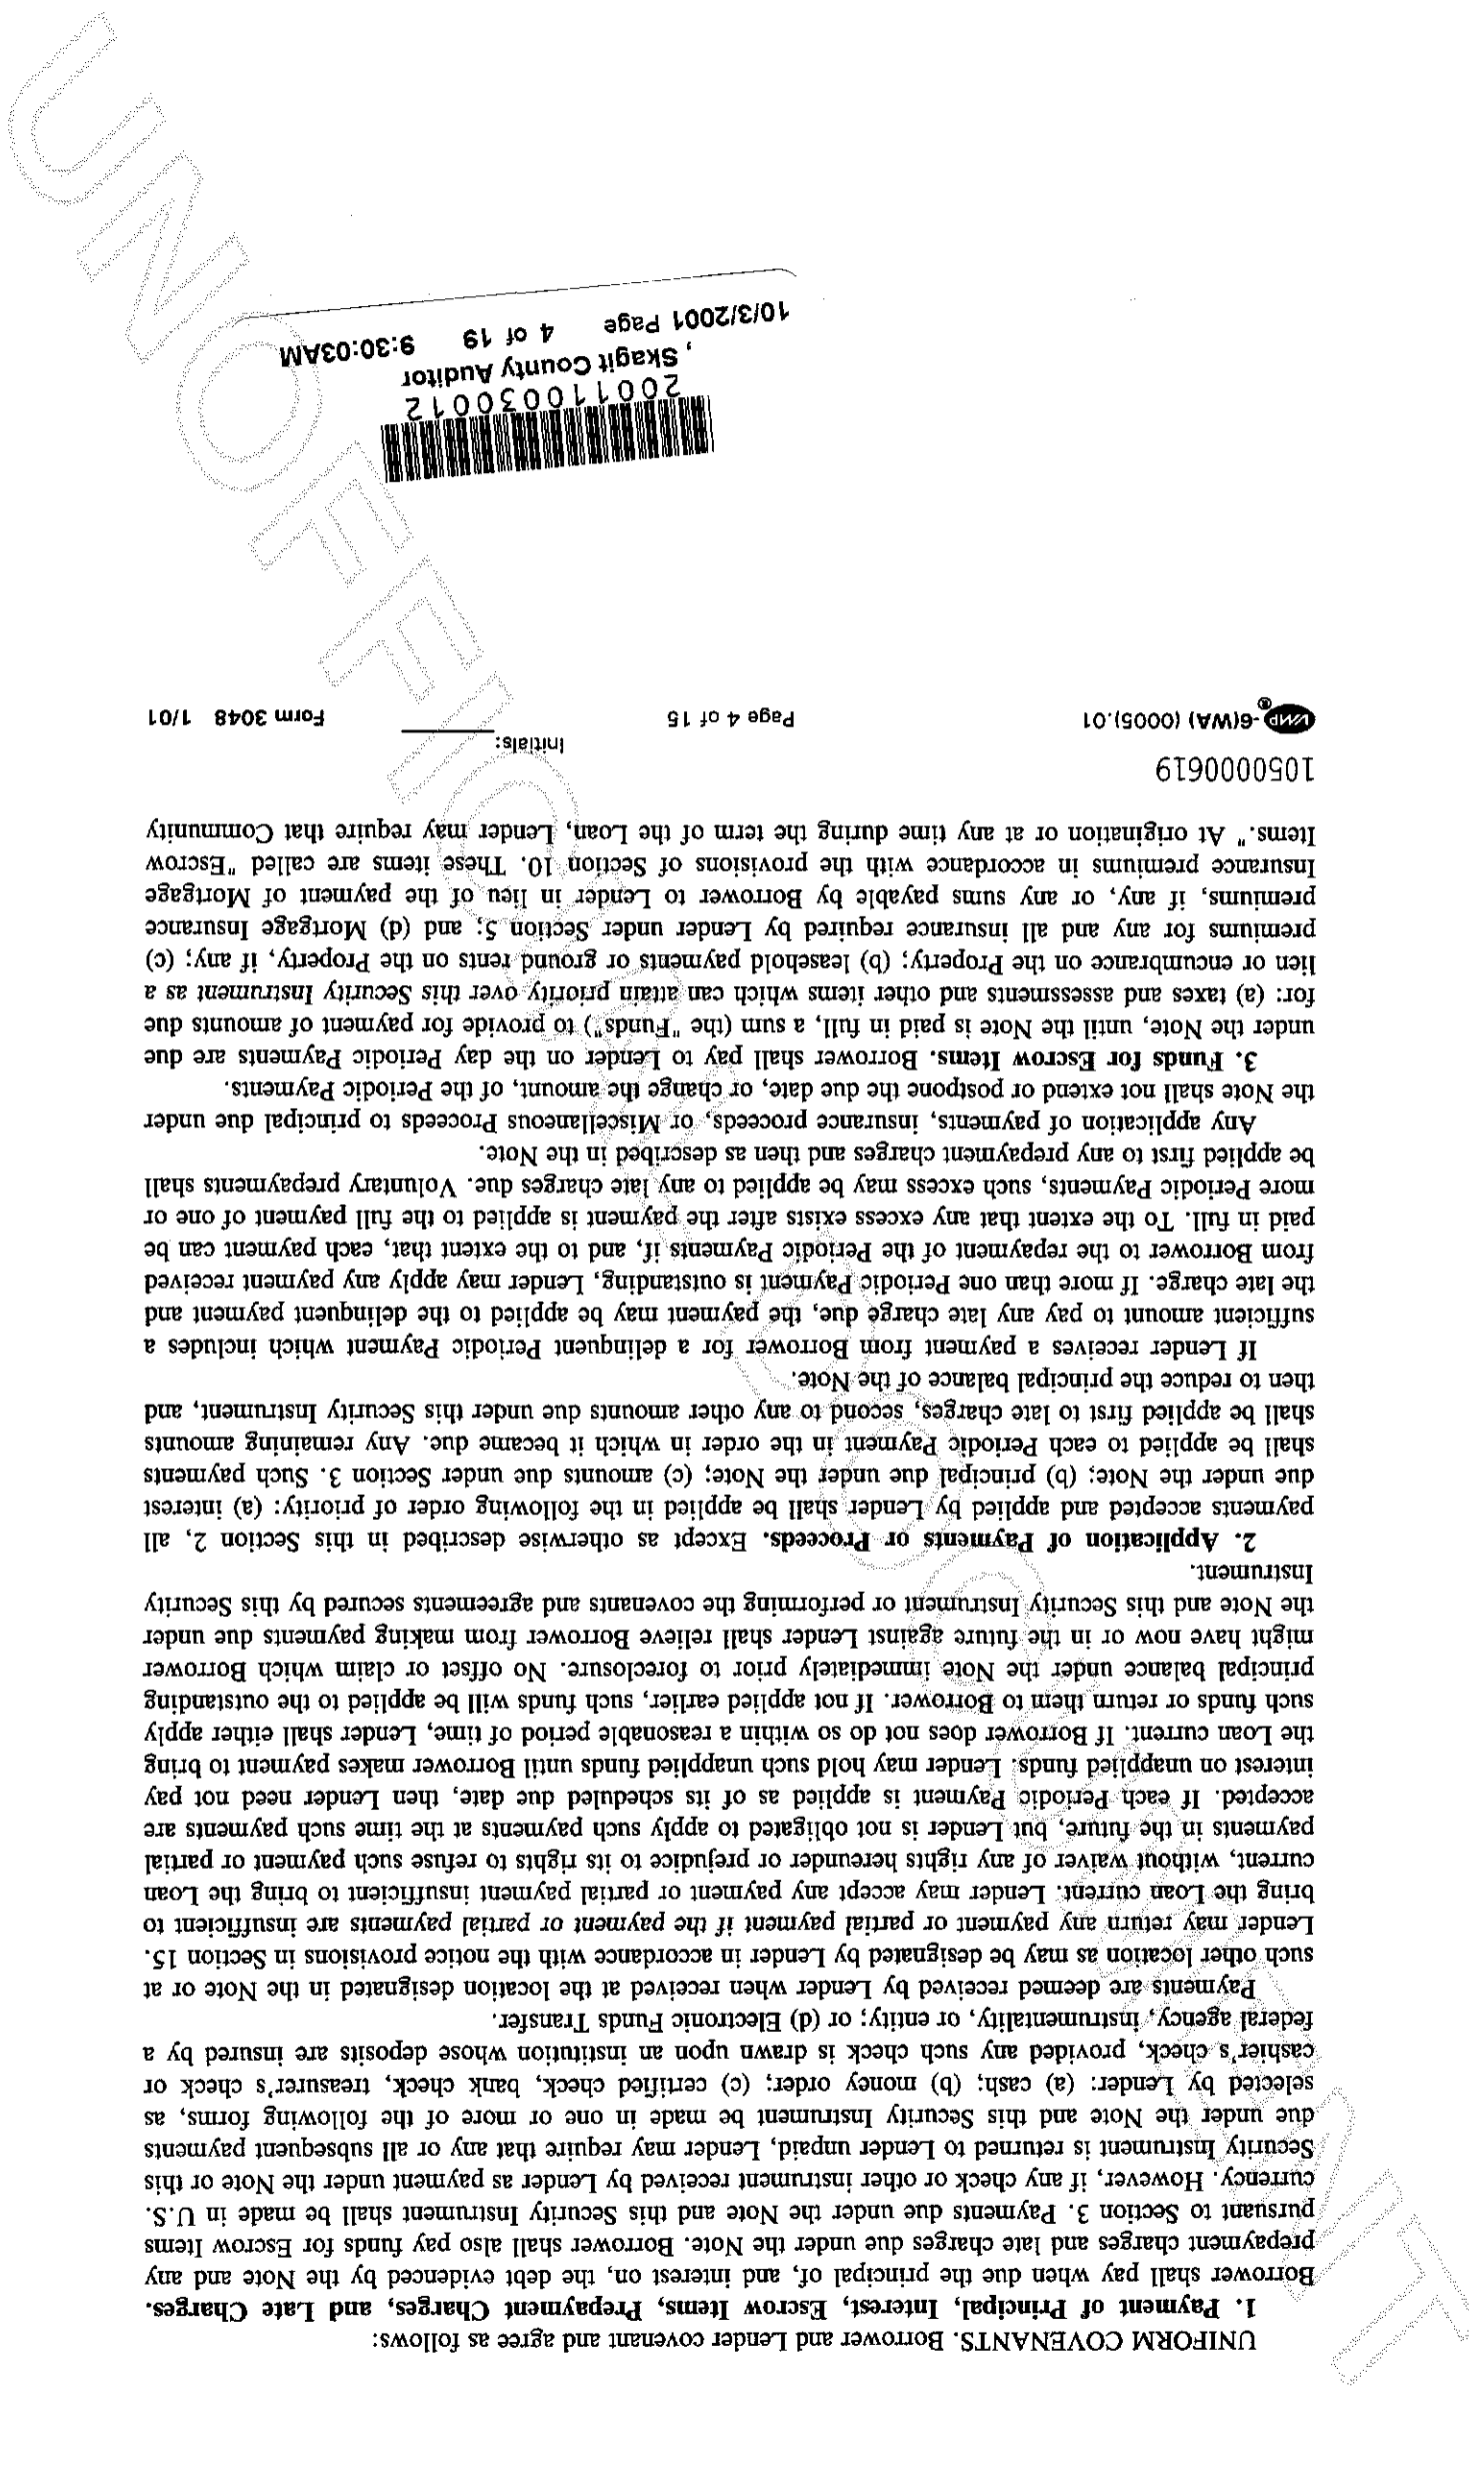 UNIFORM COVENANTS. Borrower and Lender covenant and agree as follows:
1. Payment of Principal, Interest, Escrow Items, Prepayment Charges, and Late Charges.
Borrower shall pay when due the principal of, and interest on, the debt evidenced by the Note and any
prepayment charges and late charges due under the Note. Borrower shall also pay funds for Escrow Items
pursuant to Section 3. Payments due under the Note and this Security Instrument shall be made in U.S.
currency. However, if any check or other instrument received by Lender as payment under the Note or this
Security Instrument is returned to Lender unpaid, Lender may require that any or all subsequent payments
due under the Note and this Security Instrument be made in one or more of the following forms, as
selected by Lender: (a) cash; (b) money order; (c) certified check, bank check, treasurer's check or
cashier's check, provided any such check is drawn upon an institution whose deposits are insured by a
federal agency, instrumentality, or entity; or (d) Electronic Funds Transfer.
Payments are deemed received by Lender when received at the location designated in the Note or at
such other location as may be designated by Lender in accordance with the notice provisions in Section 15.
Lender may return any payment or partial payment if the payment or partial payments are insufficient to
bring the Loan current. Lender may accept any payment or partial payment insufficient to bring the Loan
current, without waiver of any rights hereunder or prejudice to its rights to refuse such payment or partial
payments in the future, but Lender is not obligated to apply such payments at the time such payments are
accepted. If each Periodic Payment is applied as of its scheduled due date, then Lender need not pay
interest on unapplied funds. Lender may hold such unapplied funds until Borrower makes payment to bring
the Loan current. If Borrower does not do so within a reasonable period of time, Lender shall either apply
such funds or return them to Borrower. If not applied earlier, such funds will be applied to the outstanding
principal balance under the Note immediately prior to foreclosure. No offset or claim which Borrower
might have now or in the future against Lender shall relieve Borrower from making payments due under
the Note and this Security Instrument or performing the covenants and agreements secured by this Security
Instrument.
2. Application of Payments or Proceeds. Except as otherwise described in this Section 2, all
payments accepted and applied by Lender shall be applied in the following order of priority: (a) interest
due under the Note; (b) principal due under the Note; (c) amounts due under Section 3. Such payments
shall be applied to each Periodic Payment in the order in which it became due. Any remaining amounts
shall be applied first to late charges, second to any other amounts due under this Security Instrument, and
then to reduce the principal balance of the Note.
If Lender receives a payment from Borrower for a delinquent Periodic Payment which includes a
sufficient amount to pay any late charge due, the payment may be applied to the delinquent payment and
the late charge. If more than one Periodic Payment is outstanding, Lender may apply any payment received
from Borrower to the repayment of the Periodic Payments if, and to the extent that, each payment can be
paid in full. To the extent that any excess exists after the payment is applied to the full payment of one or
more Periodic Payments, such excess may be applied to any late charges due. Voluntary prepayments shall
be applied first to any prepayment charges and then as described in the Note.
Any application of payments, insurance proceeds, or Miscellaneous Proceeds to principal due under
the Note shall not extend or postpone the due date, or change the amount, of the Periodic Payments.
3. Funds for Escrow Items. Borrower shall pay to Lender on the day Periodic Payments are due
under the Note, until the Note is paid in full, a sum (the "Funds") to provide for payment of amounts due
for: (a) taxes and assessments and other items which can attain priority over this Security Instrument as a
lien or encumbrance on the Property; (b) leasehold payments or ground rents on the Property, if any; (c)
premiums for any and all insurance required by Lender under Section 5; and (d) Mortgage Insurance
premiums, if any, or any sums payable by Borrower to Lender in lieu of the payment of Mortgage
Insurance premiums in accordance with the provisions of Section 10. These items are called "Escrow
Items." At origination or at any time during the term of the Loan, Lender may require that Community
1050000619
Initials:
VMP®-6(WA) (0005).01 Page 4 of 15 Form 3048 1/01
200110030012
, Skagit County Auditor
10/3/2001 Page 4 of 19 9:30:03AM
UNOFFICIAL DOCUMENT